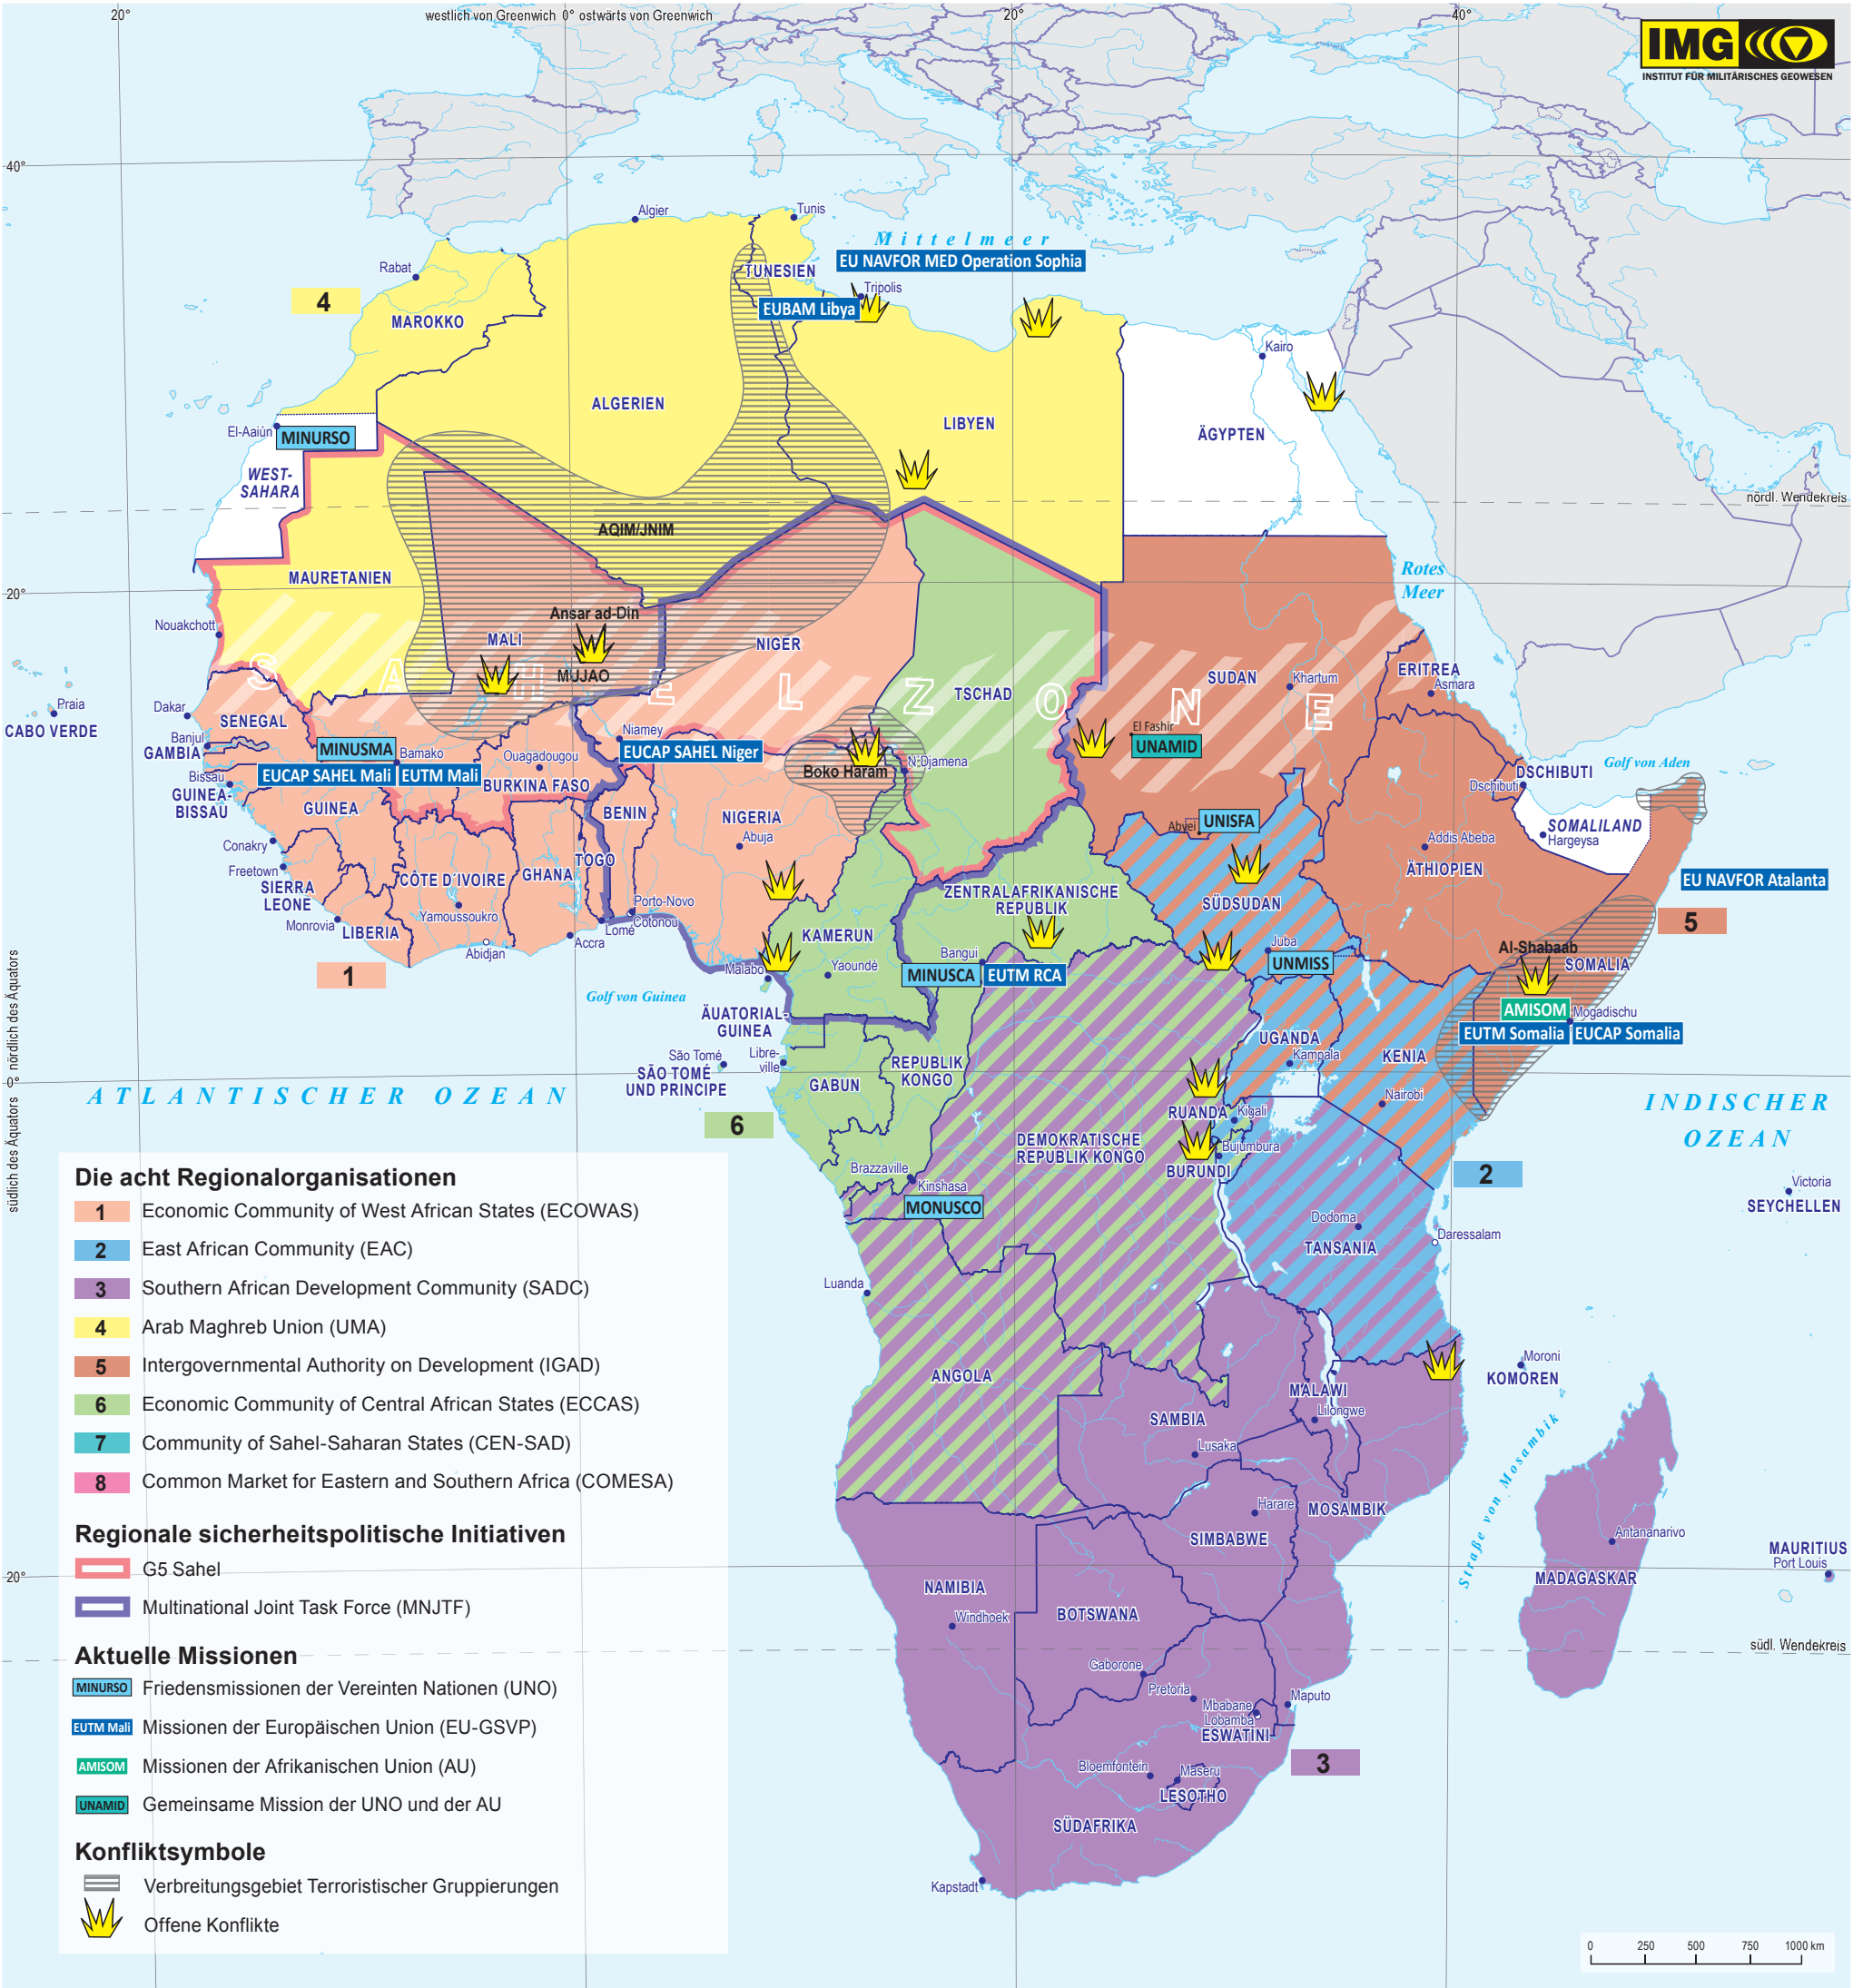 20°
westlich von Greenwich 0° ostwärts von Greenwich
20°
40°
IMG
INSTITUT FÜR MILITÄRISCHES GEOWESEN
40°
Algier
Tunis
Mittelmeer
EU NAVFOR MED Operation Sophia
Rabat
TUNESIEN
Tripolis
EUBAM Libya
4
MAROKKO
Kairo
ALGERIEN
LIBYEN
ÄGYPTEN
El-Aaiún
MINURSO
WEST-
SAHARA
nördl. Wendekreis
AQIM/JNIM
Rotes
Meer
MAURETANIEN
20°
Nouakchott
Ansar ad-Din
MALI
NIGER
MUJAO
SAHELZONE
TSCHAD
SUDAN
Khartum
ERITREA
Asmara
Praia
CABO VERDE
Dakar
SENEGAL
Banjul
GAMBIA
MINUSMA
Bamako
EUCAP SAHEL Mali
EUTM Mali
Niamey
EUCAP SAHEL Niger
Ouagadougou
BURKINA FASO
Boko Haram
N'Djamena
El Fashir
UNAMID
Bissau
GUINEA-
BISSAU
GUINEA
BENIN
NIGERIA
Abuja
Abyei
UNISFA
Dschibuti
DSCHIBUTI
Golf von Aden
SOMALILAND
Hargeysa
Addis Abeba
ÄTHIOPIEN
Conakry
Freetown
SIERRA
LEONE
CÔTE D´IVOIRE
GHANA
TOGO
Yamoussoukro
Monrovia
LIBERIA
Abidjan
Accra
Lomé
Porto-Novo
Cotonou
ZENTRALAFRIKANISCHE
REPUBLIK
SÜDSUDAN
EU NAVFOR Atalanta
5
1
KAMERUN
Yaoundé
Malabo
Golf von Guinea
Bangui
MINUSCA
EUTM RCA
Juba
UNMISS
Al-Shabaab
SOMALIA
AMISOM
Mogadischu
EUTM Somalia
EUCAP Somalia
ÄUATORIAL-
GUINEA
São Tomé
SÃO TOMÉ
UND PRINCIPE
Libre-
ville
GABUN
REPUBLIK
KONGO
UGANDA
Kampala
KENIA
Nairobi
nördlich des Äquators
0°
südlich des Äquators
ATLANTISCHER OZEAN
INDISCHER
OZEAN
6
RUANDA
Kigali
DEMOKRATISCHE
REPUBLIK KONGO
Bujumbura
BURUNDI
2
Victoria
SEYCHELLEN
Brazzaville
Kinshasa
MONUSCO
Dodoma
TANSANIA
Daressalam
Luanda
ANGOLA
Moroni
KOMOREN
SAMBIA
Lusaka
MALAWI
Lilongwe
Straße von Mosambik
Harare
SIMBABWE
MOSAMBIK
Antananarivo
MADAGASKAR
MAURITIUS
Port Louis
20°
NAMIBIA
Windhoek
BOTSWANA
südl. Wendekreis
Gaborone
Pretoria
Mbabane
Lobamba
ESWATINI
Maputo
3
Bloemfontein
Maseru
LESOTHO
SÜDAFRIKA
Kapstadt
Die acht Regionalorganisationen
1 Economic Community of West African States (ECOWAS)
2 East African Community (EAC)
3 Southern African Development Community (SADC)
4 Arab Maghreb Union (UMA)
5 Intergovernmental Authority on Development (IGAD)
6 Economic Community of Central African States (ECCAS)
7 Community of Sahel-Saharan States (CEN-SAD)
8 Common Market for Eastern and Southern Africa (COMESA)
Regionale sicherheitspolitische Initiativen
G5 Sahel
Multinational Joint Task Force (MNJTF)
Aktuelle Missionen
MINURSO Friedensmissionen der Vereinten Nationen (UNO)
EUTM Mali Missionen der Europäischen Union (EU-GSVP)
AMISOM Missionen der Afrikanischen Union (AU)
UNAMID Gemeinsame Mission der UNO und der AU
Konfliktsymbole
Verbreitungsgebiet Terroristischer Gruppierungen
Offene Konflikte
0 250 500 750 1000 km